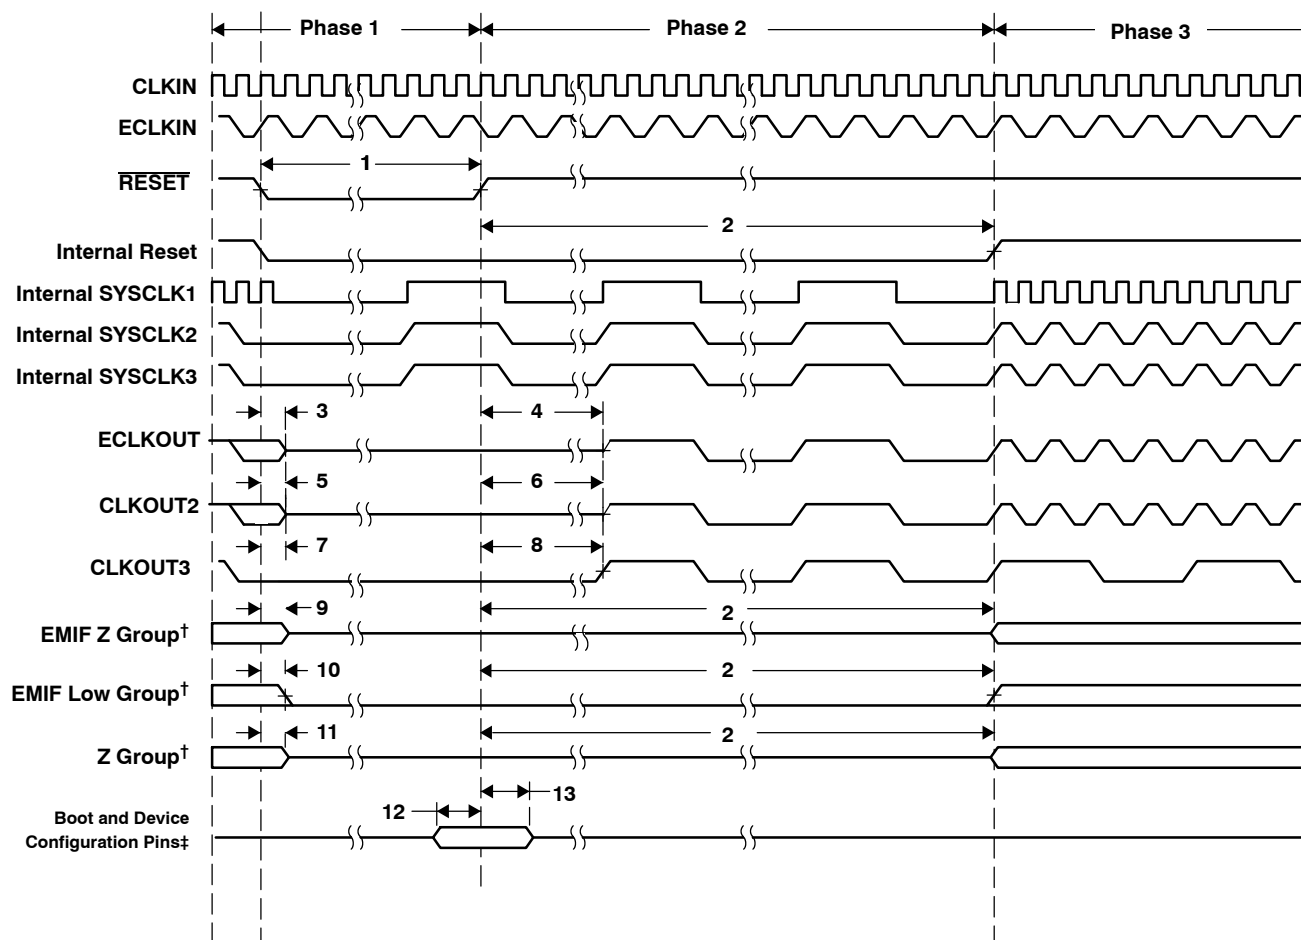 Phase 1
Phase 2
Phase 3
CLKIN
ECLKIN
1
RESET
2
Internal Reset
Internal SYSCLK1
Internal SYSCLK2
Internal SYSCLK3
3
4
ECLKOUT
5
6
CLKOUT2
7
8
CLKOUT3
9
2
EMIF Z Group†
10
2
EMIF Low Group†
11
2
Z Group†
13
12
Boot and Device
Configuration Pins‡